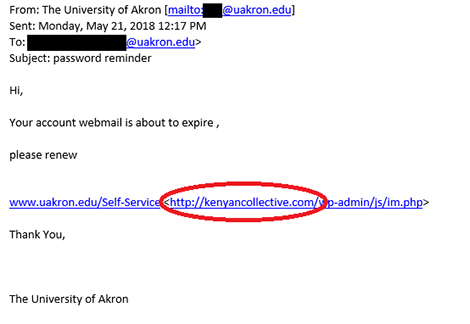 From: The University of Akron [mailto: @uakron.edu]
Sent: Monday, May 21, 2018 12:17 PM
To: @uakron.edu>
Subject: password reminder
Hi,
Your account webmail is about to expire ,
please renew
www.uakron.edu/Self-Service <http://kenyancollective.com/wp-admin/js/im.php>
Thank You,
The University of Akron